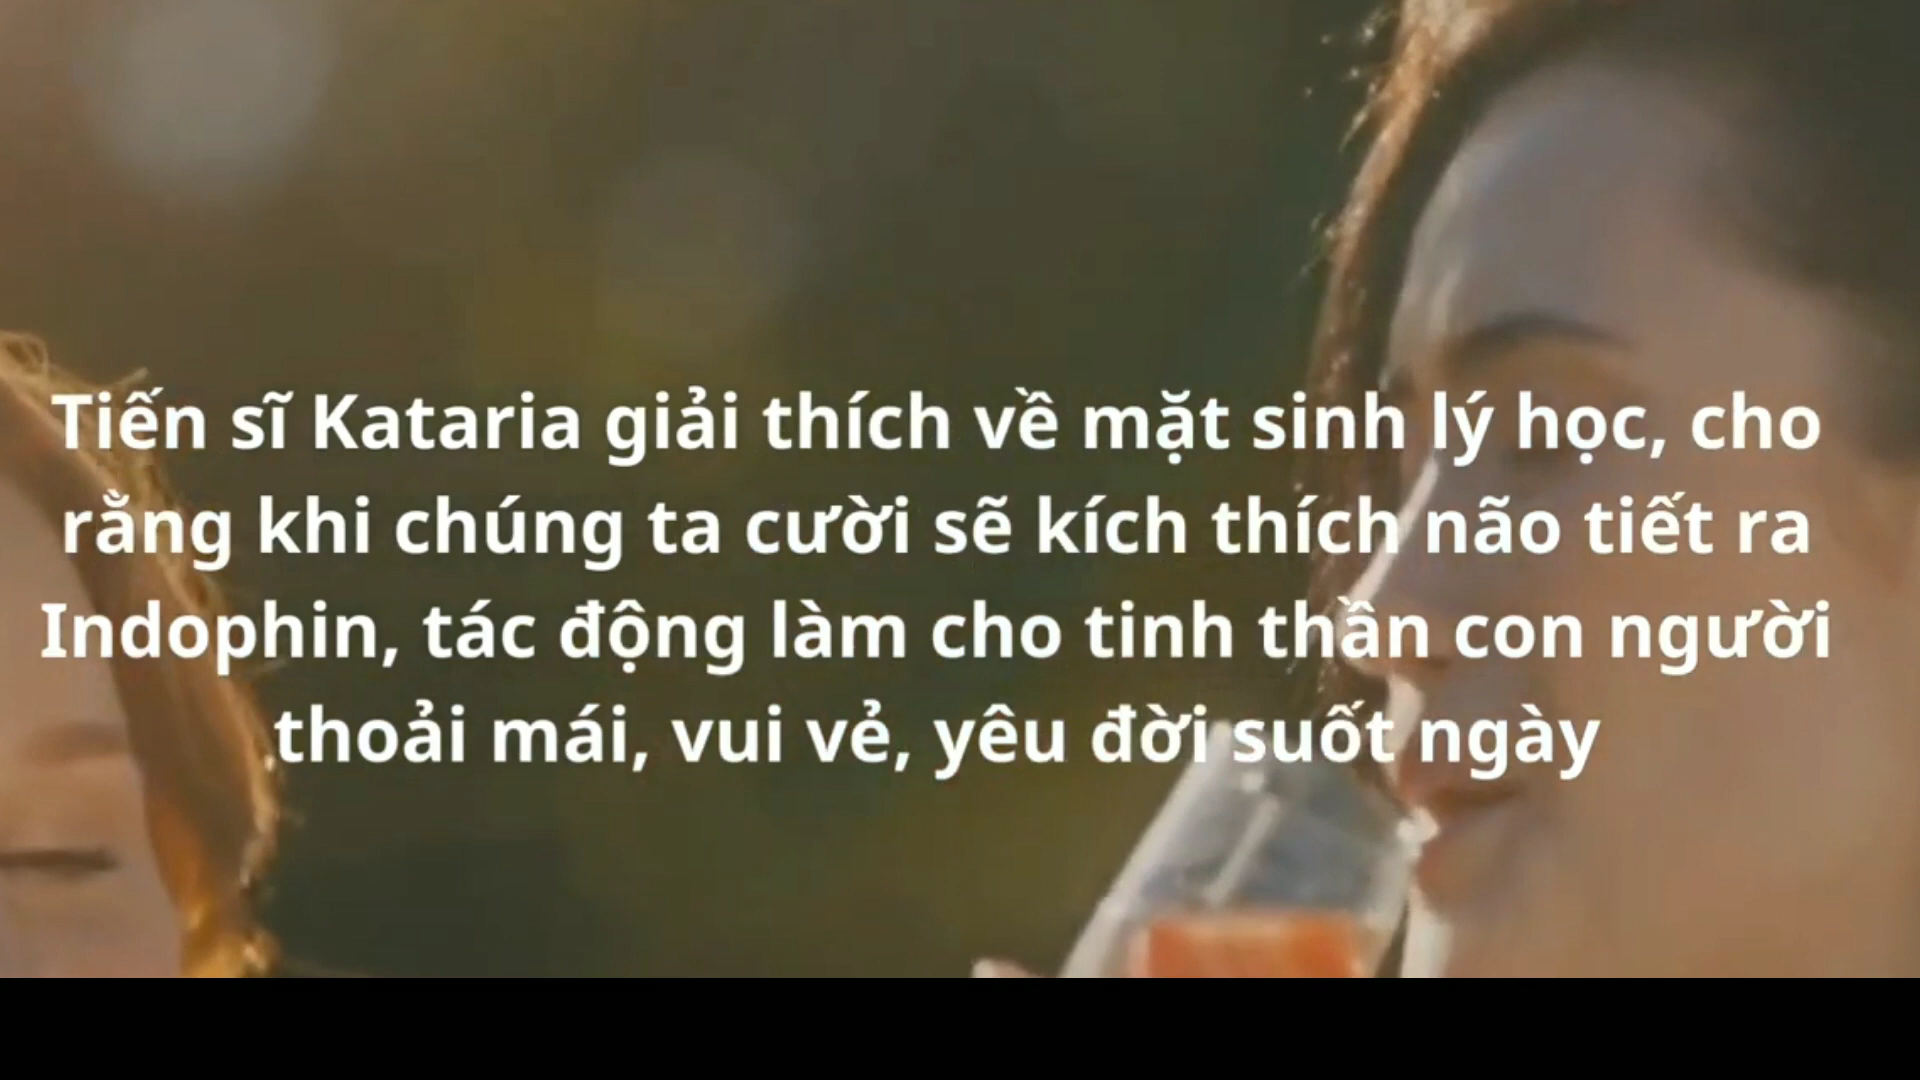 Tiến sĩ Kataria giải thích về mặt sinh lý học, cho
rằng khi chúng ta cười sẽ kích thích não tiết ra
Indophin, tác động làm cho tinh thần con người
thoải mái, vui vẻ, yêu đời suốt ngày